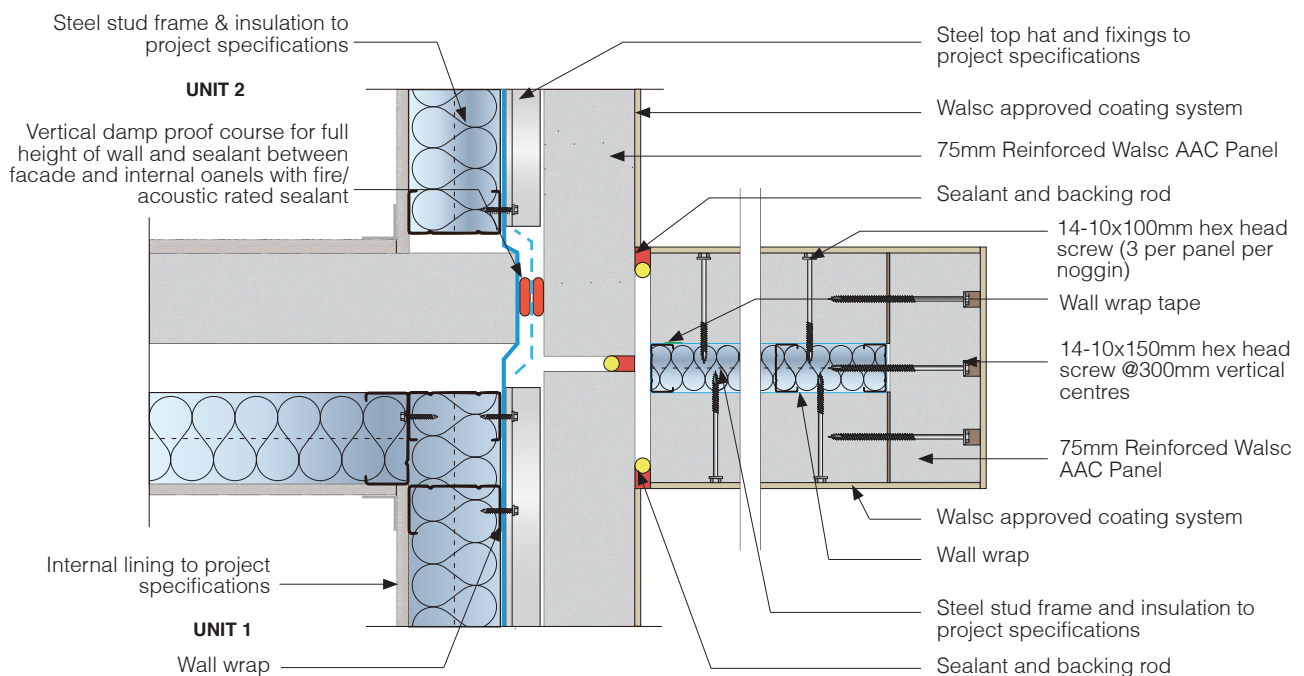 Steel stud frame & insulation to
project specifications
UNIT 2
Vertical damp proof course for full
height of wall and sealant between
facade and internal oanels with fire/
acoustic rated sealant
Internal lining to project
specifications
UNIT 1
Wall wrap
Steel top hat and fixings to
project specifications
Walsc approved coating system
75mm Reinforced Walsc AAC Panel
Sealant and backing rod
14-10x100mm hex head
screw (3 per panel per
noggin)
Wall wrap tape
14-10x150mm hex head
screw @300mm vertical
centres
75mm Reinforced Walsc
AAC Panel
Walsc approved coating system
Wall wrap
Steel stud frame and insulation to
project specifications
Sealant and backing rod